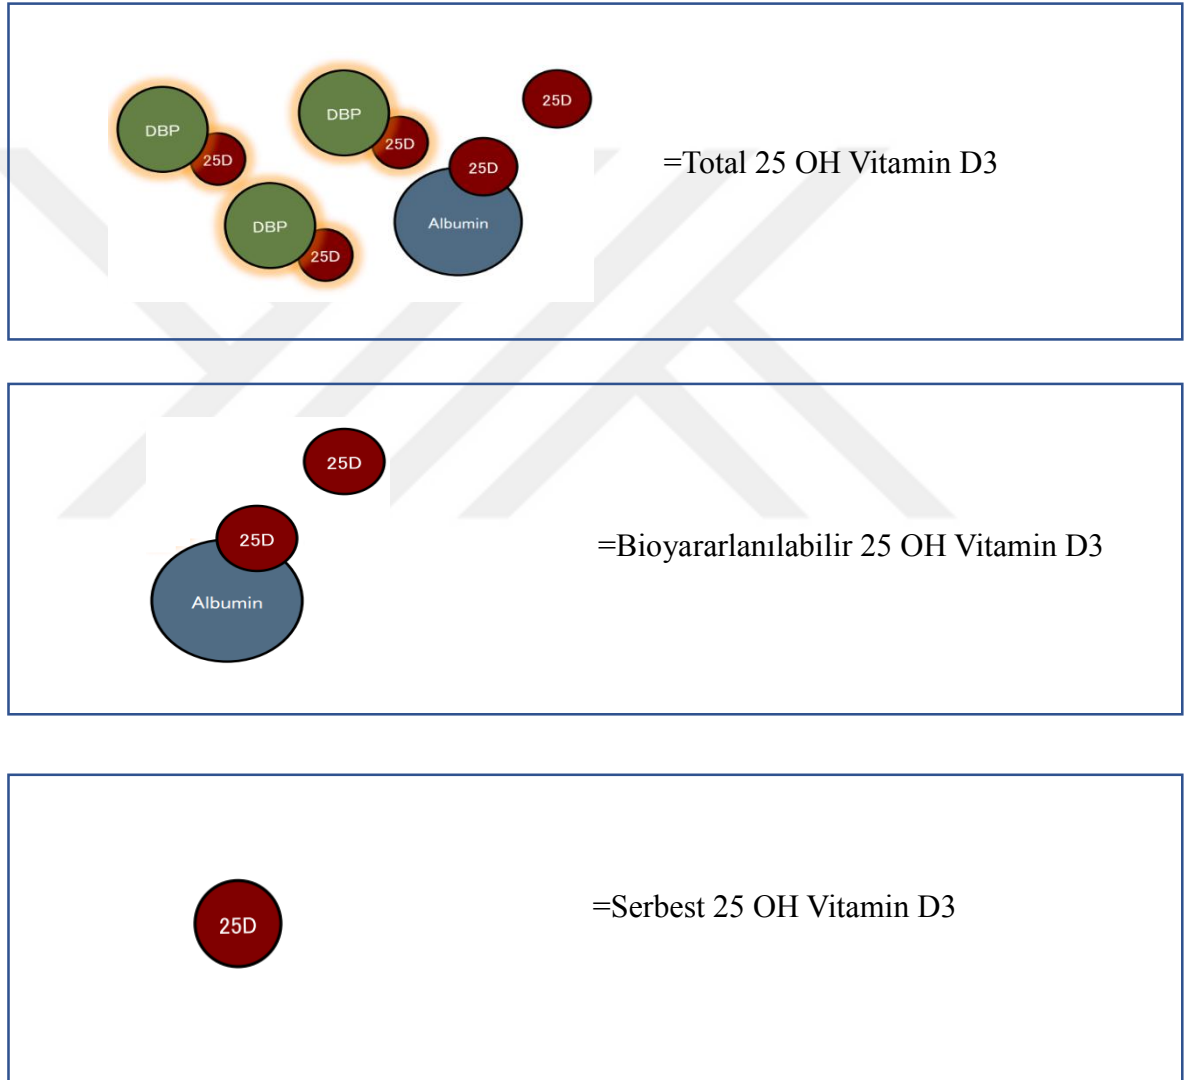 DBP
25D
DBP
25D
DBP
25D
25D
Albumin
25D
=Total 25 OH Vitamin D3
25D
25D
Albumin
=Bioyararlanılabilir 25 OH Vitamin D3
25D
=Serbest 25 OH Vitamin D3